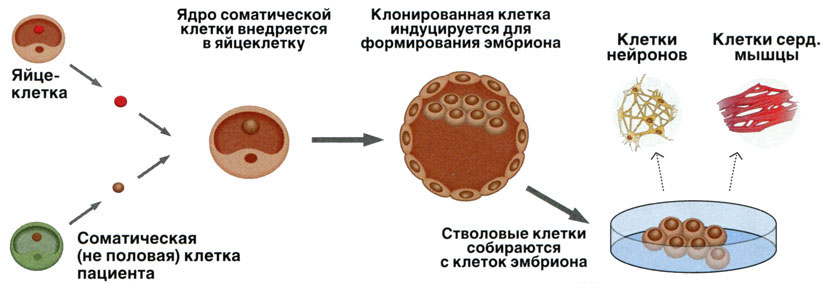 Яйце-
клетка
Соматическая
(не половая) клетка
пациента
Ядро соматической
клетки внедряется
в яйцеклетку
Клонированная клетка
индуцируется для
формирования эмбриона
Стволовые клетки
собираются
с клеток эмбриона
Клетки
нейронов
Клетки серд.
мышцы